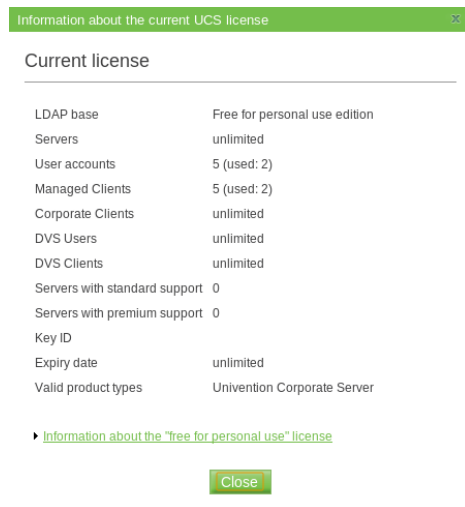 Information about the current UCS license x
Current license
LDAP base Free for personal use edition
Servers unlimited
User accounts 5 (used: 2)
Managed Clients 5 (used: 2)
Corporate Clients unlimited
DVS Users unlimited
DVS Clients unlimited
Servers with standard support 0
Servers with premium support 0
Key ID
Expiry date unlimited
Valid product types Univention Corporate Server
Information about the "free for personal use" license
Close